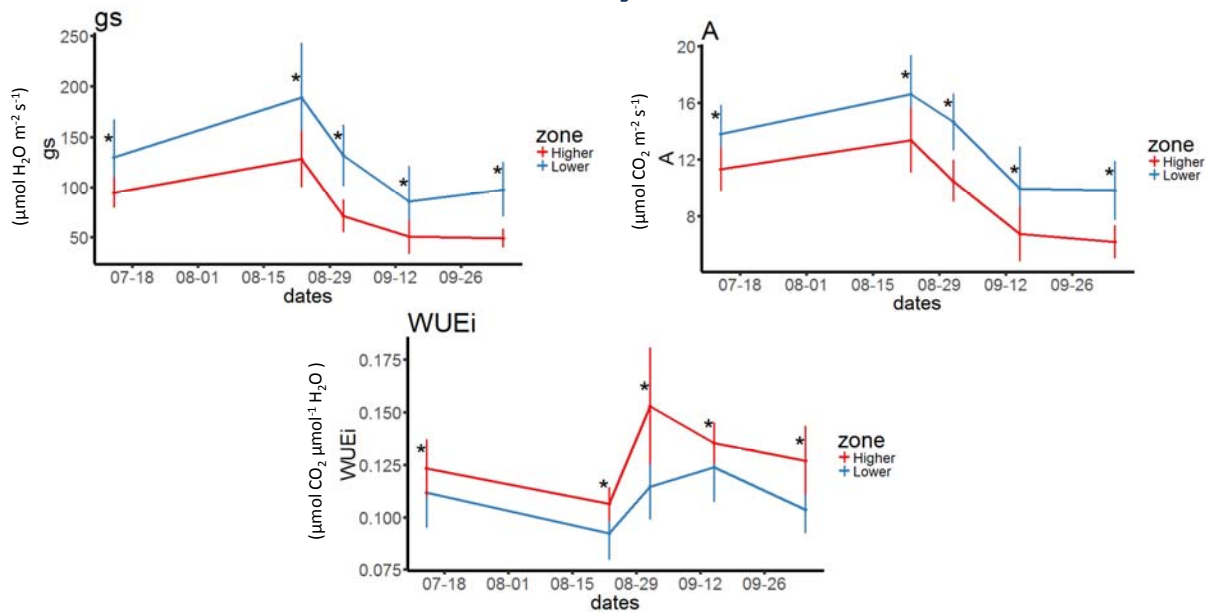 gs
250
200
150
100
50
(µmol H₂O m⁻² s⁻¹)
gs
*
*
*
*
*
07-18 08-01 08-15 08-29 09-12 09-26
dates
zone
Higher
Lower
A
20
16
12
8
(µmol CO₂ m⁻² s⁻¹)
A
*
*
*
*
*
07-18 08-01 08-15 08-29 09-12 09-26
dates
zone
Higher
Lower
WUEi
0.175
0.150
0.125
0.100
0.075
(µmol CO₂ µmol⁻¹ H₂O )
WUEi
*
*
*
*
*
07-18 08-01 08-15 08-29 09-12 09-26
dates
zone
Higher
Lower